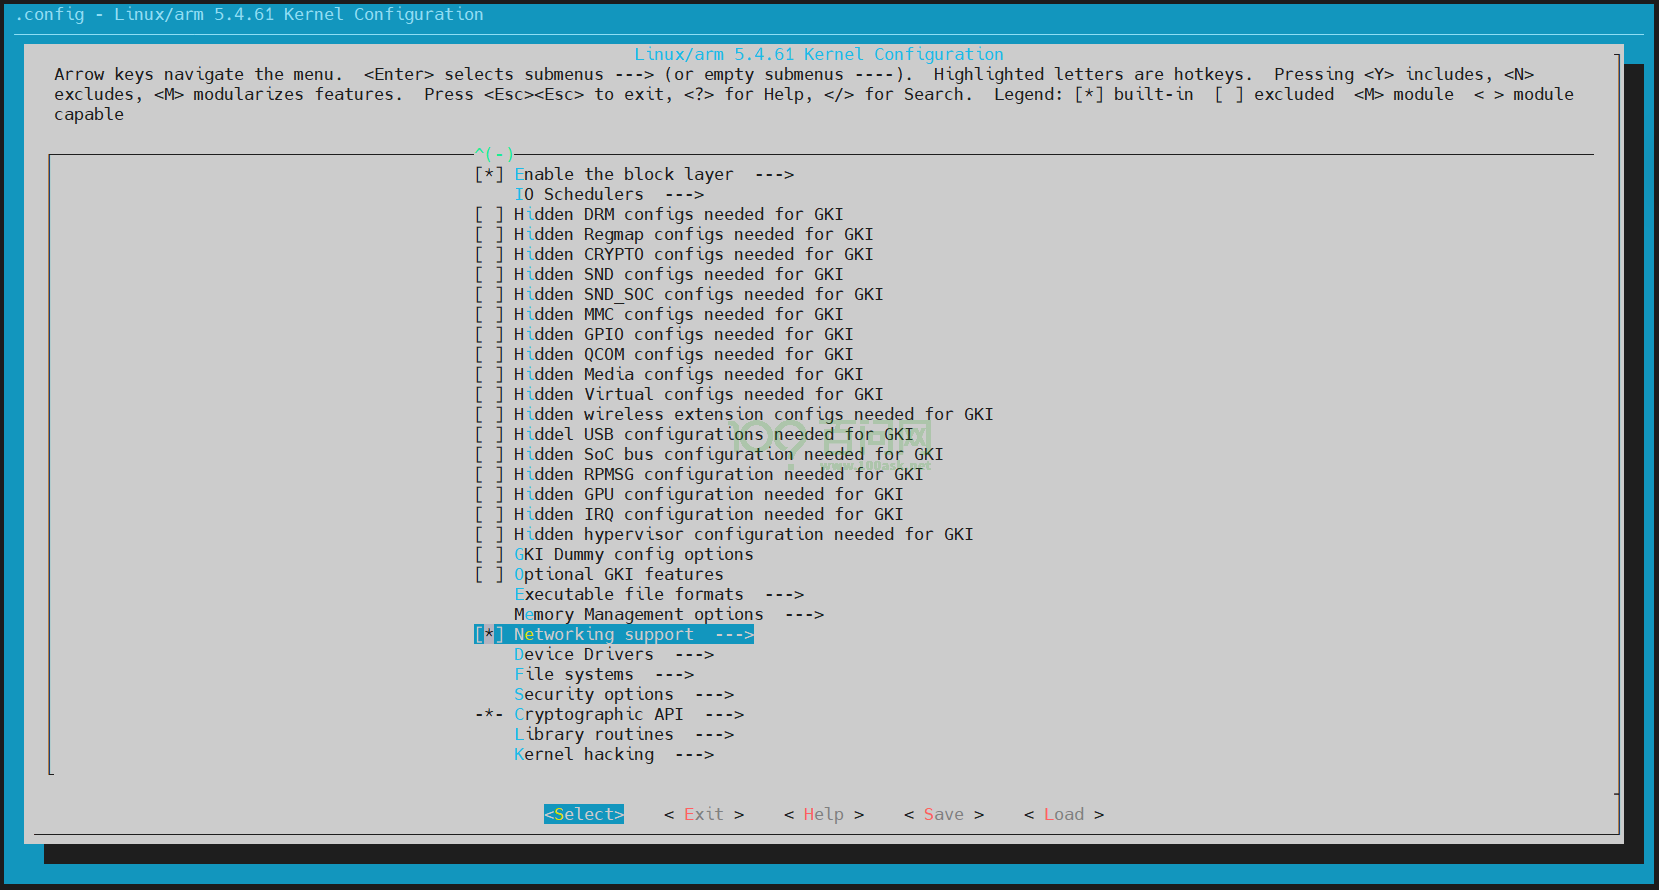 .config - Linux/arm 5.4.61 Kernel Configuration
Linux/arm 5.4.61 Kernel Configuration
Arrow keys navigate the menu.  <Enter> selects submenus ---> (or empty submenus ----).  Highlighted letters are hotkeys.  Pressing <Y> includes, <N>
excludes, <M> modularizes features.  Press <Esc><Esc> to exit, <?> for Help, </> for Search.  Legend: [*] built-in  [ ] excluded  <M> module  < > module
capable
^(-)
[*] Enable the block layer  --->
IO Schedulers  --->
[ ] Hidden DRM configs needed for GKI
[ ] Hidden Regmap configs needed for GKI
[ ] Hidden CRYPTO configs needed for GKI
[ ] Hidden SND configs needed for GKI
[ ] Hidden SND_SOC configs needed for GKI
[ ] Hidden MMC configs needed for GKI
[ ] Hidden GPIO configs needed for GKI
[ ] Hidden QCOM configs needed for GKI
[ ] Hidden Media configs needed for GKI
[ ] Hidden Virtual configs needed for GKI
[ ] Hidden wireless extension configs needed for GKI
[ ] Hiddel USB configurations needed for GKI
[ ] Hidden SoC bus configuration needed for GKI
[ ] Hidden RPMSG configuration needed for GKI
[ ] Hidden GPU configuration needed for GKI
[ ] Hidden IRQ configuration needed for GKI
[ ] Hidden hypervisor configuration needed for GKI
[ ] GKI Dummy config options
[ ] Optional GKI features
Executable file formats  --->
Memory Management options  --->
[*] Networking support  --->
Device Drivers  --->
File systems  --->
Security options  --->
-*- Cryptographic API  --->
Library routines  --->
Kernel hacking  --->
<Select>    < Exit >    < Help >    < Save >    < Load >
百问网
www.100ask.net